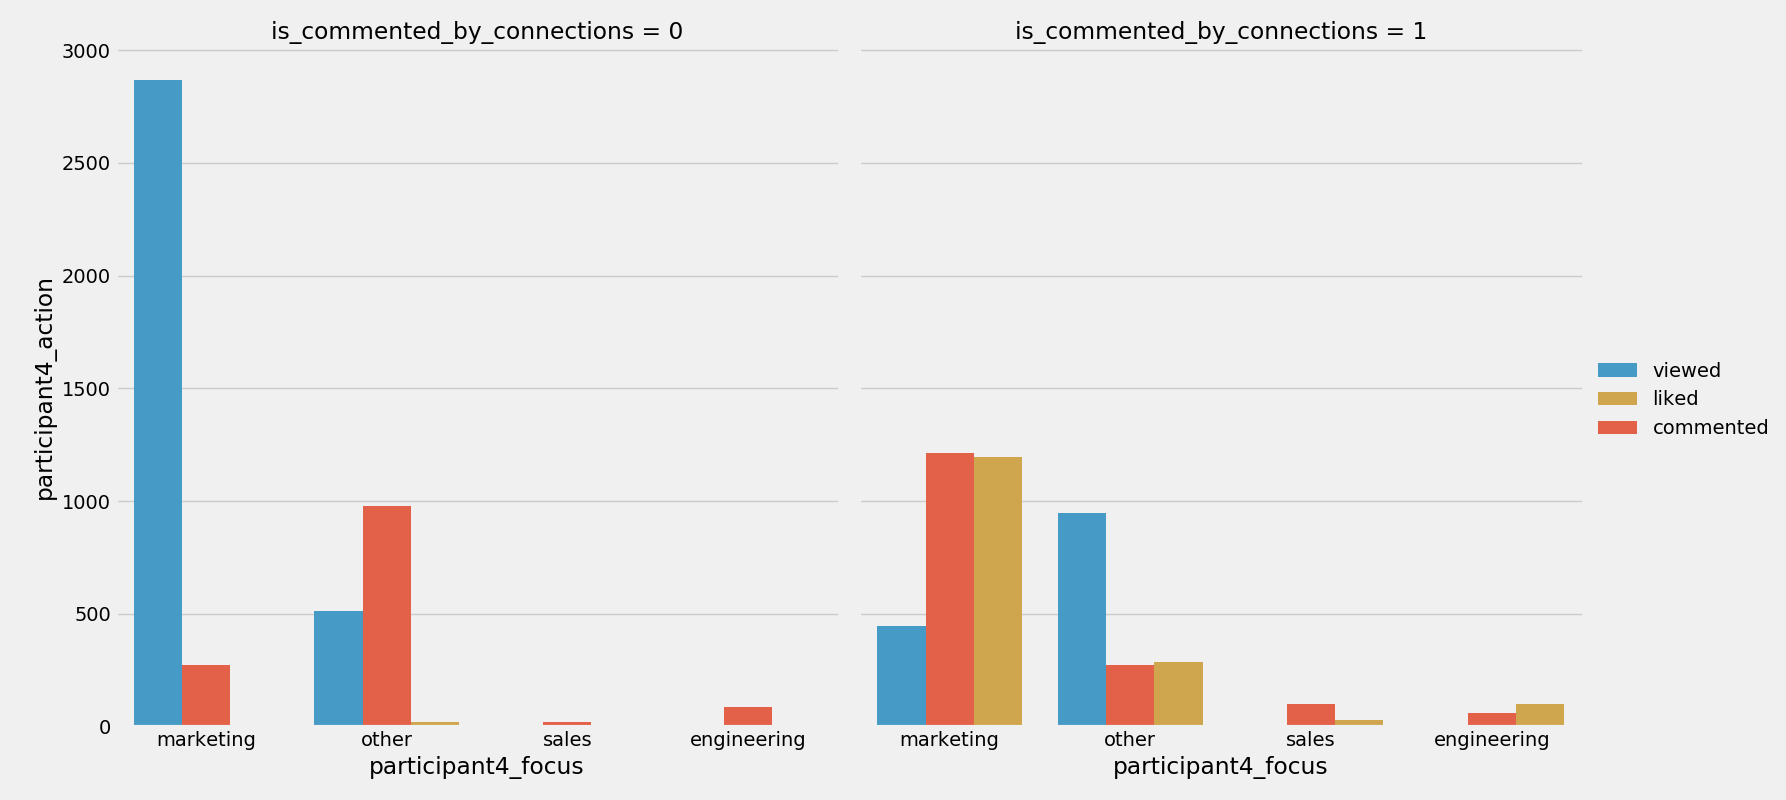 is_commented_by_connections = 0
is_commented_by_connections = 1
3000
2500
2000
1500
1000
500
0
participant4_action
viewed
liked
commented
marketing other sales engineering
marketing other sales engineering
participant4_focus
participant4_focus